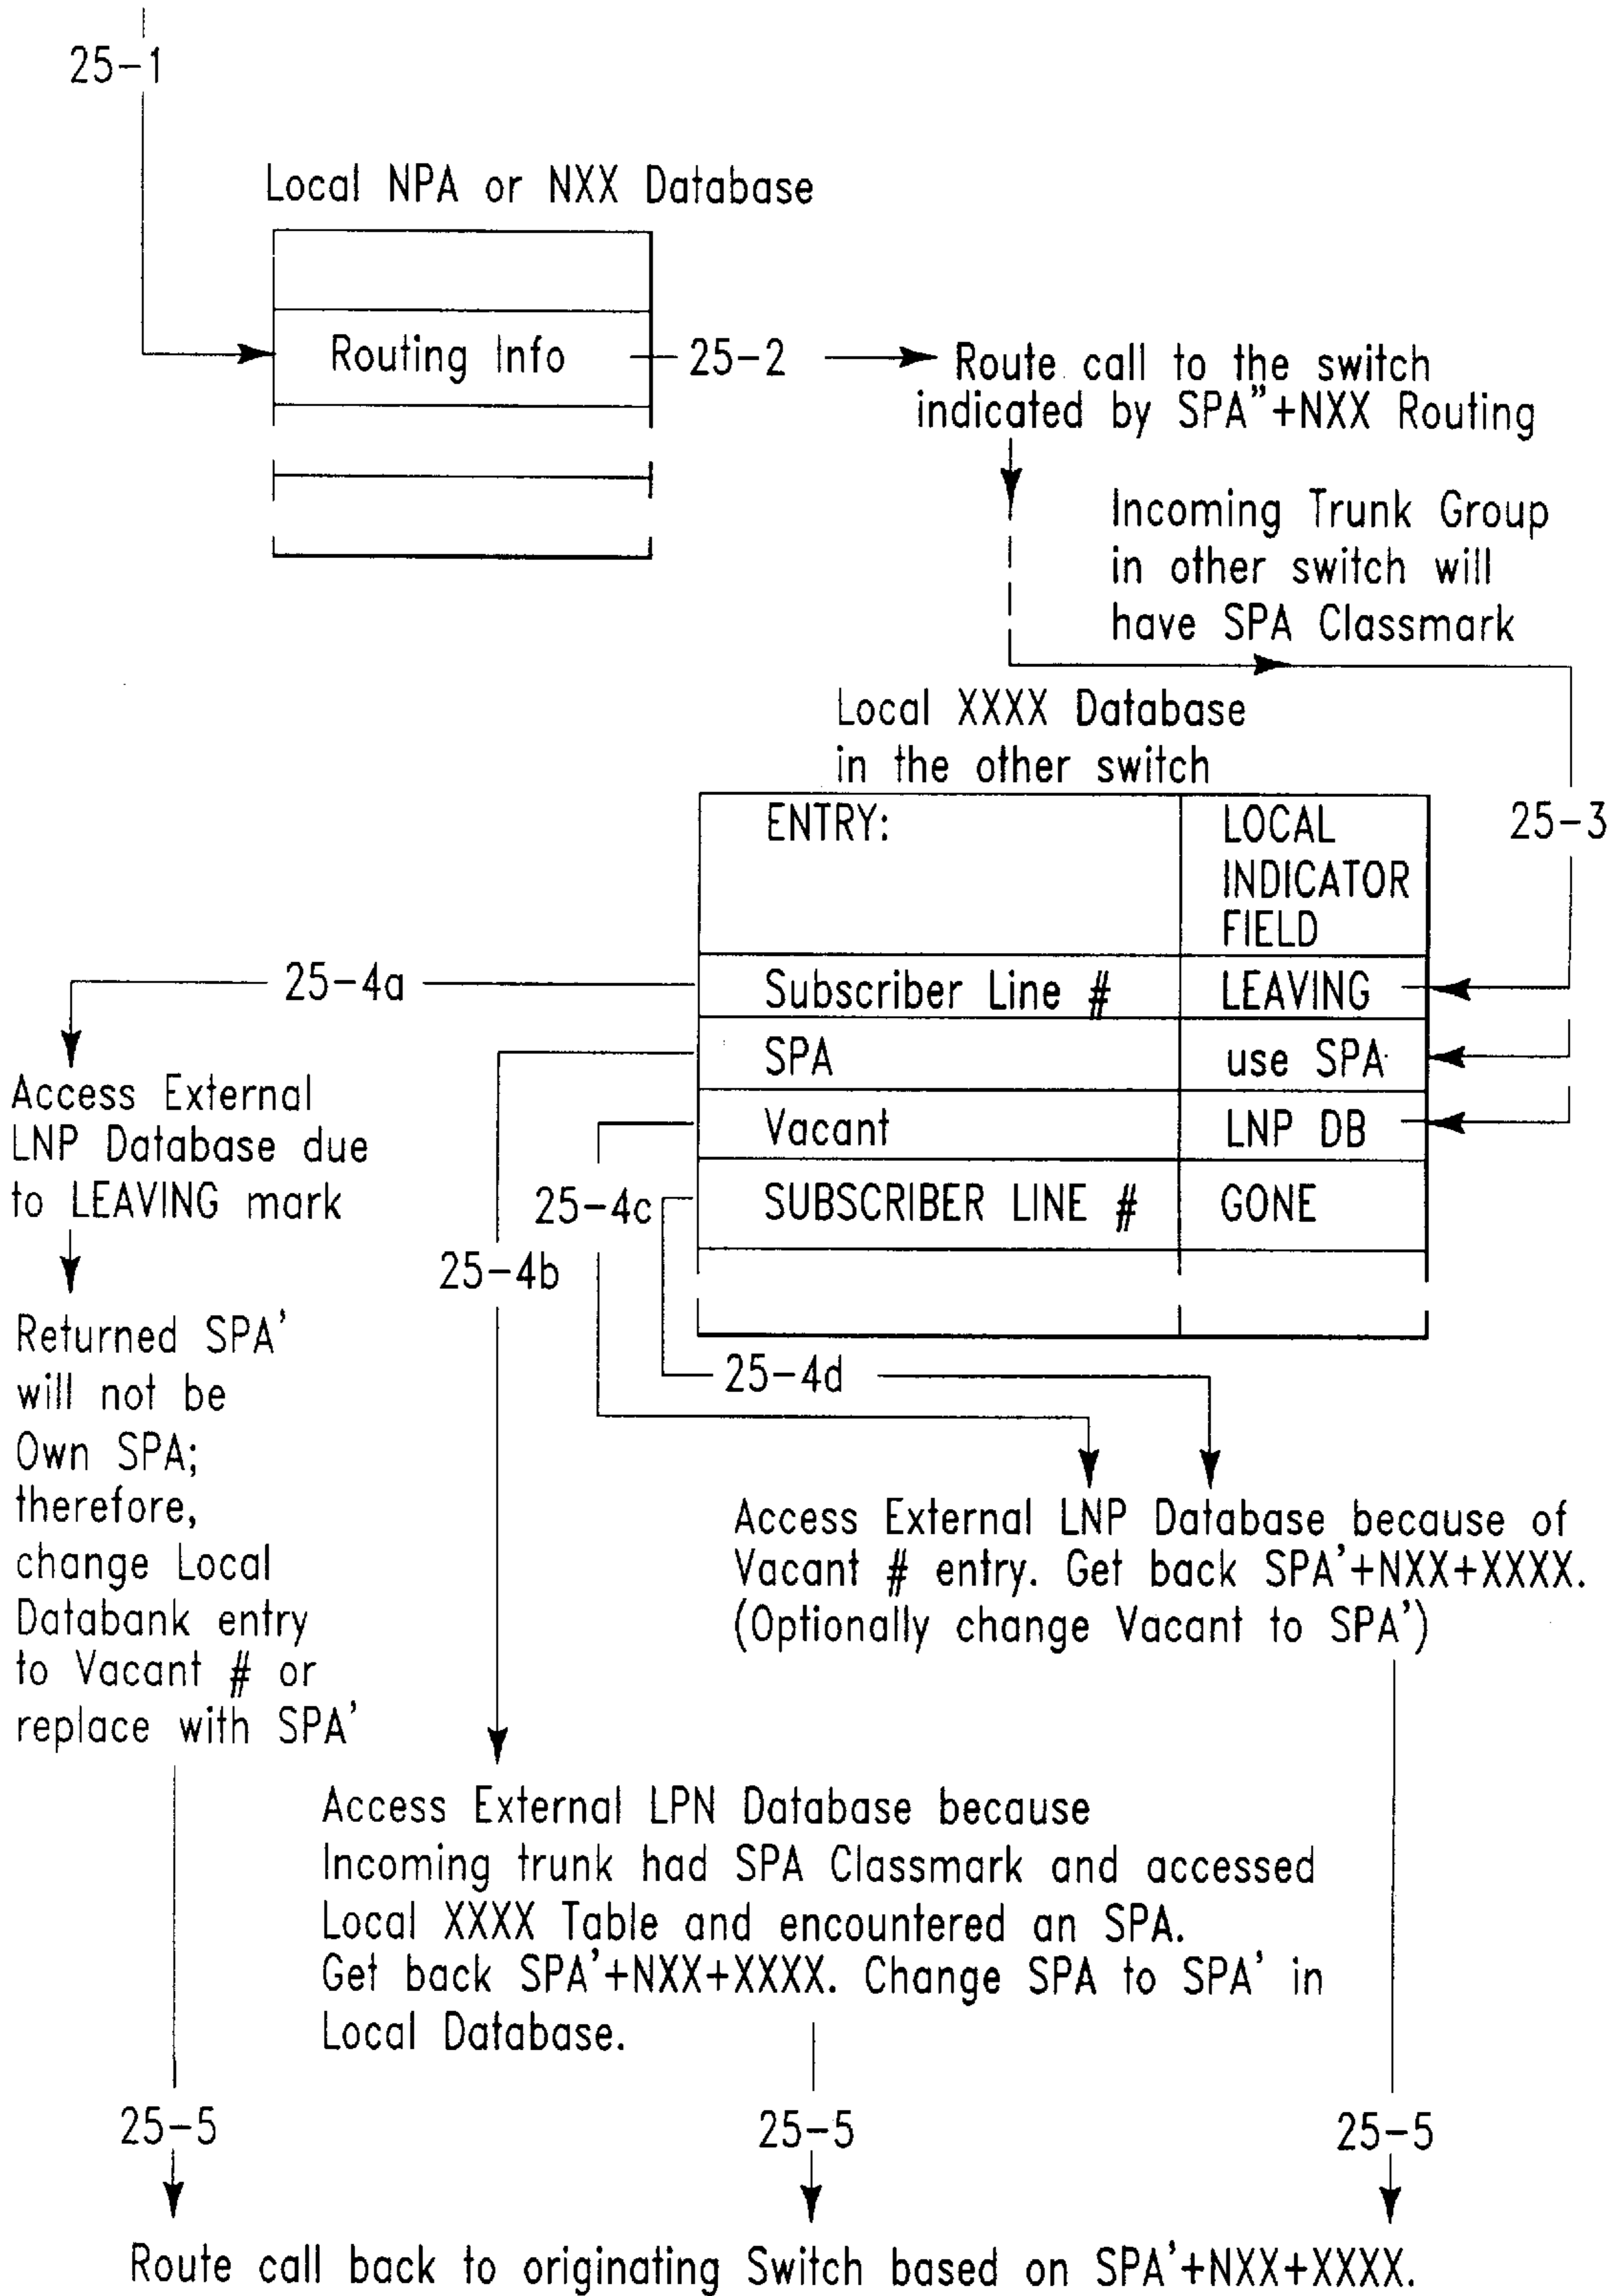 25-1
Local NPA or NXX Database
Routing Info
25-2
Route call to the switch
indicated by SPA"+NXX Routing
Incoming Trunk Group
in other switch will
have SPA Classmark
Local XXXX Database
in the other switch
25-3
ENTRY:
LOCAL
INDICATOR
FIELD
Subscriber Line #
LEAVING
SPA
use SPA
Vacant
LNP DB
SUBSCRIBER LINE #
GONE
25-4a
Access External
LNP Database due
to LEAVING mark
Returned SPA'
will not be
Own SPA;
therefore,
change Local
Databank entry
to Vacant # or
replace with SPA'
25-4b
25-4c
25-4d
Access External LNP Database because of
Vacant # entry. Get back SPA'+NXX+XXXX.
(Optionally change Vacant to SPA')
Access External LPN Database because
Incoming trunk had SPA Classmark and accessed
Local XXXX Table and encountered an SPA.
Get back SPA'+NXX+XXXX. Change SPA to SPA' in
Local Database.
25-5
25-5
25-5
Route call back to originating Switch based on SPA'+NXX+XXXX.